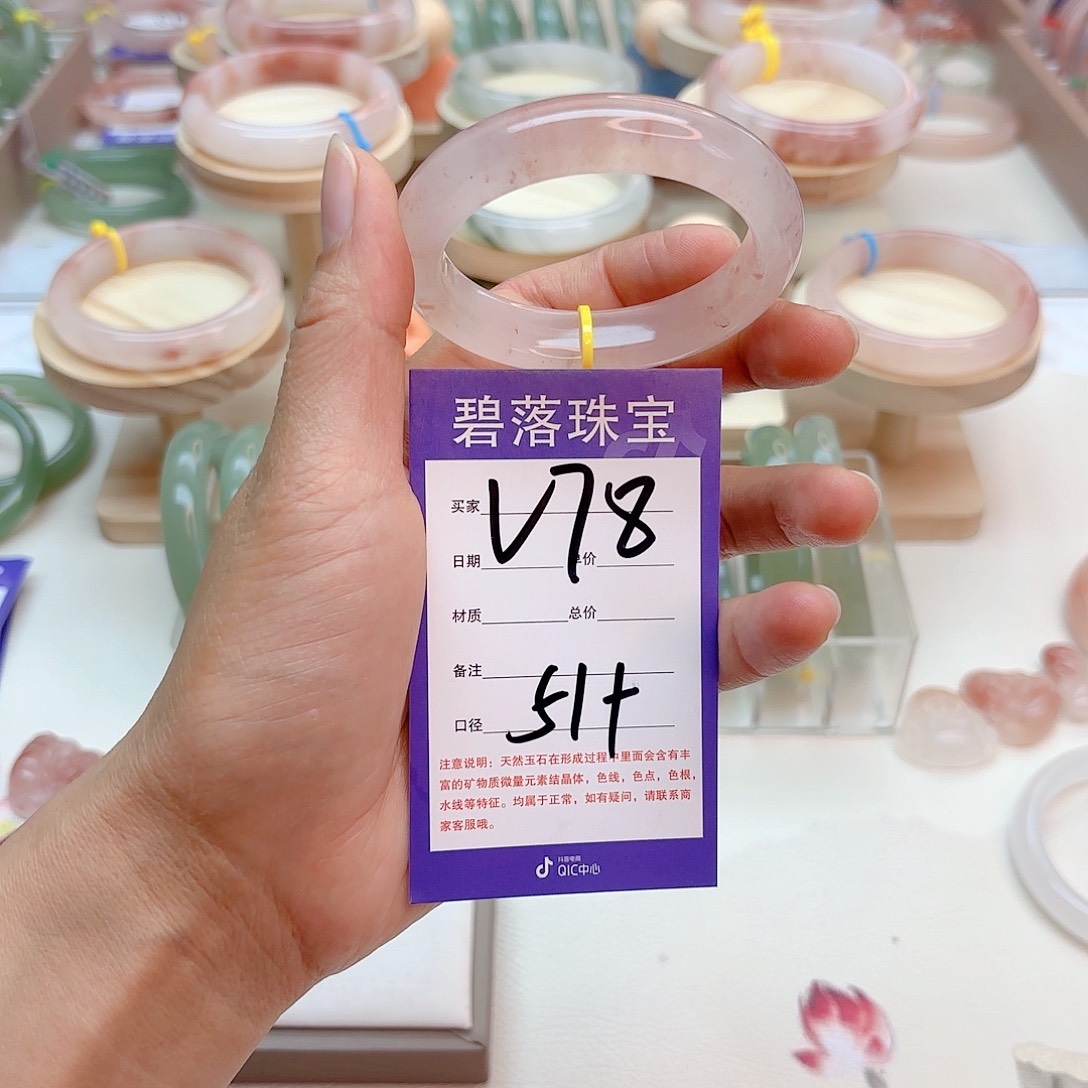 碧落珠宝
买家
V78
日期 单价
材质 总价
备注
51+
口径
注意说明：天然玉石在形成过程中里面会含有丰
富的矿物质微量元素结晶体，色线，色点，色根，
水线等特征。均属于正常，如有疑问，请联系商
家客服哦。
抖音电商
QIC中心